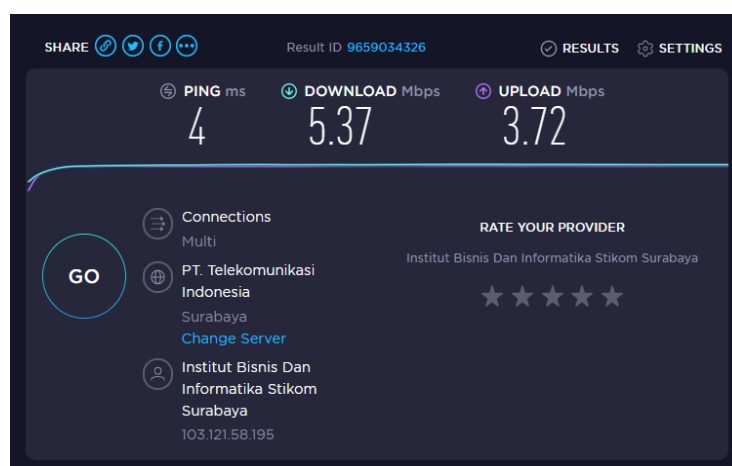 SHARE
Result ID 9659034326
RESULTS
SETTINGS
PING ms
DOWNLOAD Mbps
UPLOAD Mbps
4
5.37
3.72
GO
Connections
Multi
PT. Telekomunikasi
Indonesia
Surabaya
Change Server
Institut Bisnis Dan
Informatika Stikom
Surabaya
103.121.58.195
RATE YOUR PROVIDER
Institut Bisnis Dan Informatika Stikom Surabaya